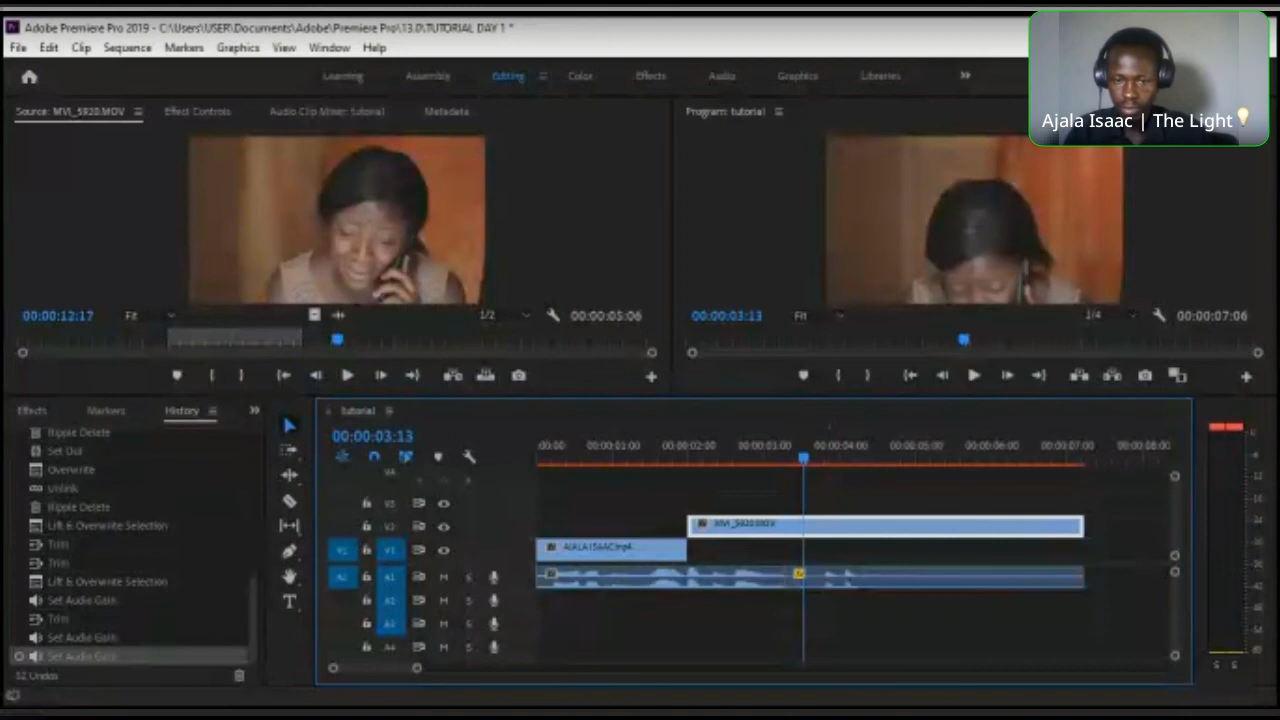 Adobe Premiere Pro 2019 - C:\Users\USER\Documents\Adobe\Premiere Pro\13.0\TUTORIAL DAY 1 *
File Edit Clip Sequence Markers Graphics View Window Help
Learning Assembly Editing Color Effects Audio Graphics Libraries
Ajala Isaac | The Light
Source: MVI_5920.MOV Effect Controls Audio Clip Mixer: tutorial Metadata
Program: tutorial
00:00:12:17 Fit 1/2 00:00:05:06
00:00:03:13 Fit 1/4 00:00:07:06
Effects Markers History
tutorial
00:00:03:13
:00:00 00:00:01:00 00:00:02:00 00:00:03:00 00:00:04:00 00:00:05:00 00:00:06:00 00:00:07:00 00:00:08:00
Ripple Delete
Set Out
Overwrite
Unlink
Ripple Delete
Lift & Overwrite Selection
Trim
Trim
Lift & Overwrite Selection
Set Audio Gain
Trim
Set Audio Gain
Set Audio Gain
52 Undos
V3
V2 MVI_5920.MOV
V1 V1 AJALA ISAAC.mp4
A2 A1 M S
A2 M S
A3 M S
A4 M S
S S